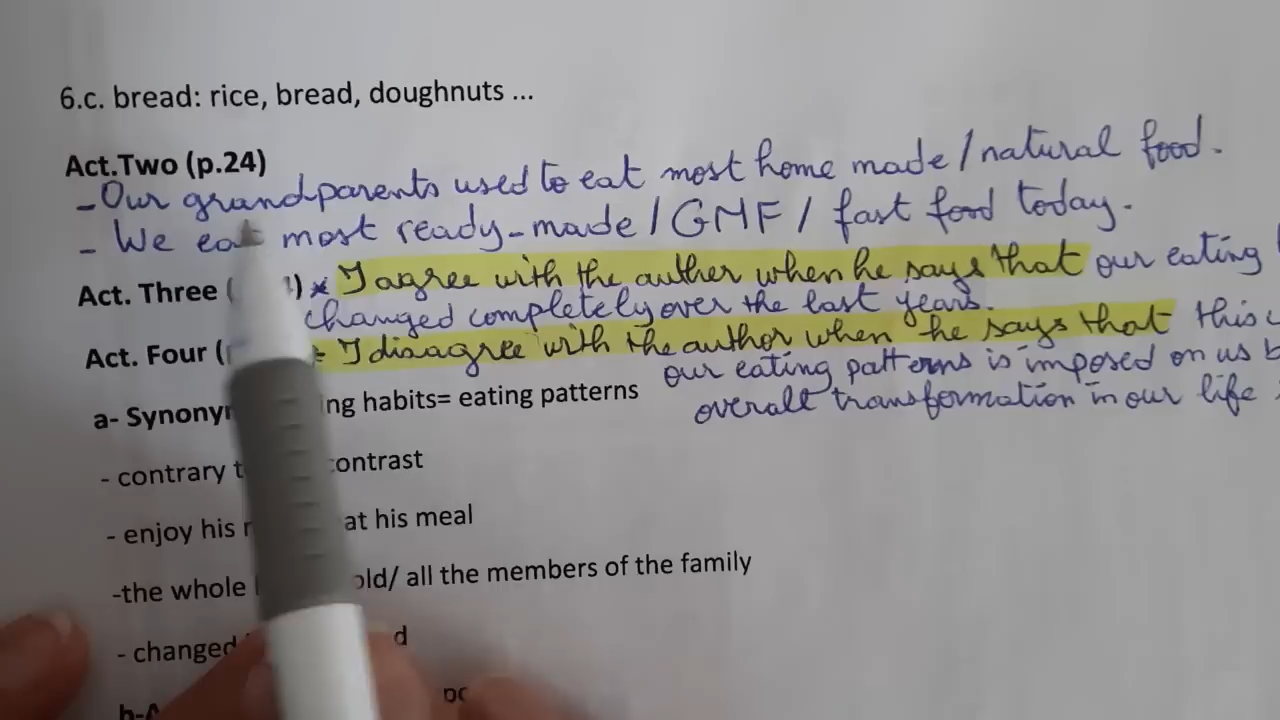 6.c. bread: rice, bread, doughnuts ...
Act.Two (p.24)
- Our grandparents used to eat most home made / natural food.
- We eat most ready-made / GMF / fast food today.
Act. Three ( ) * I agree with the auther when he says that our eating
changed completely over the last years.
Act. Four ( I disagree with the author when he says that this
our eating patterns is imposed on us
overall transformation in our life
a- Synonyms ing habits= eating patterns
- contrary contrast
- enjoy his at his meal
-the whole old/ all the members of the family
- changed